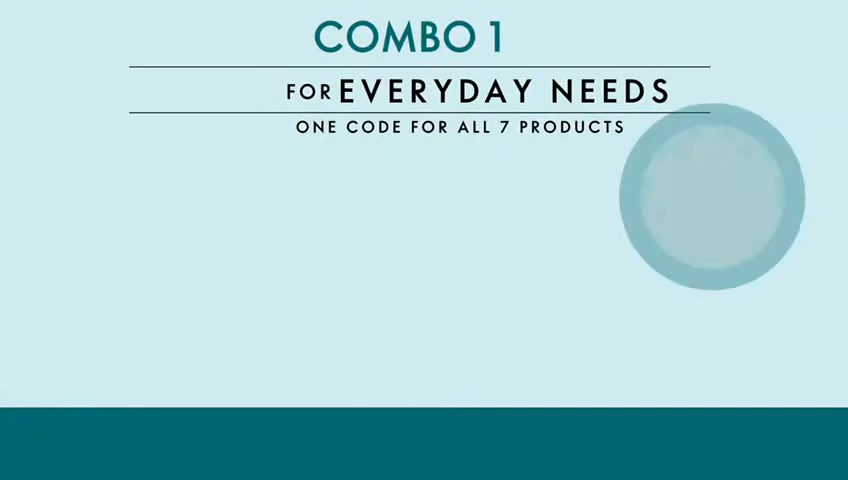 COMBO 1
FOR EVERYDAY NEEDS
ONE CODE FOR ALL 7 PRODUCTS